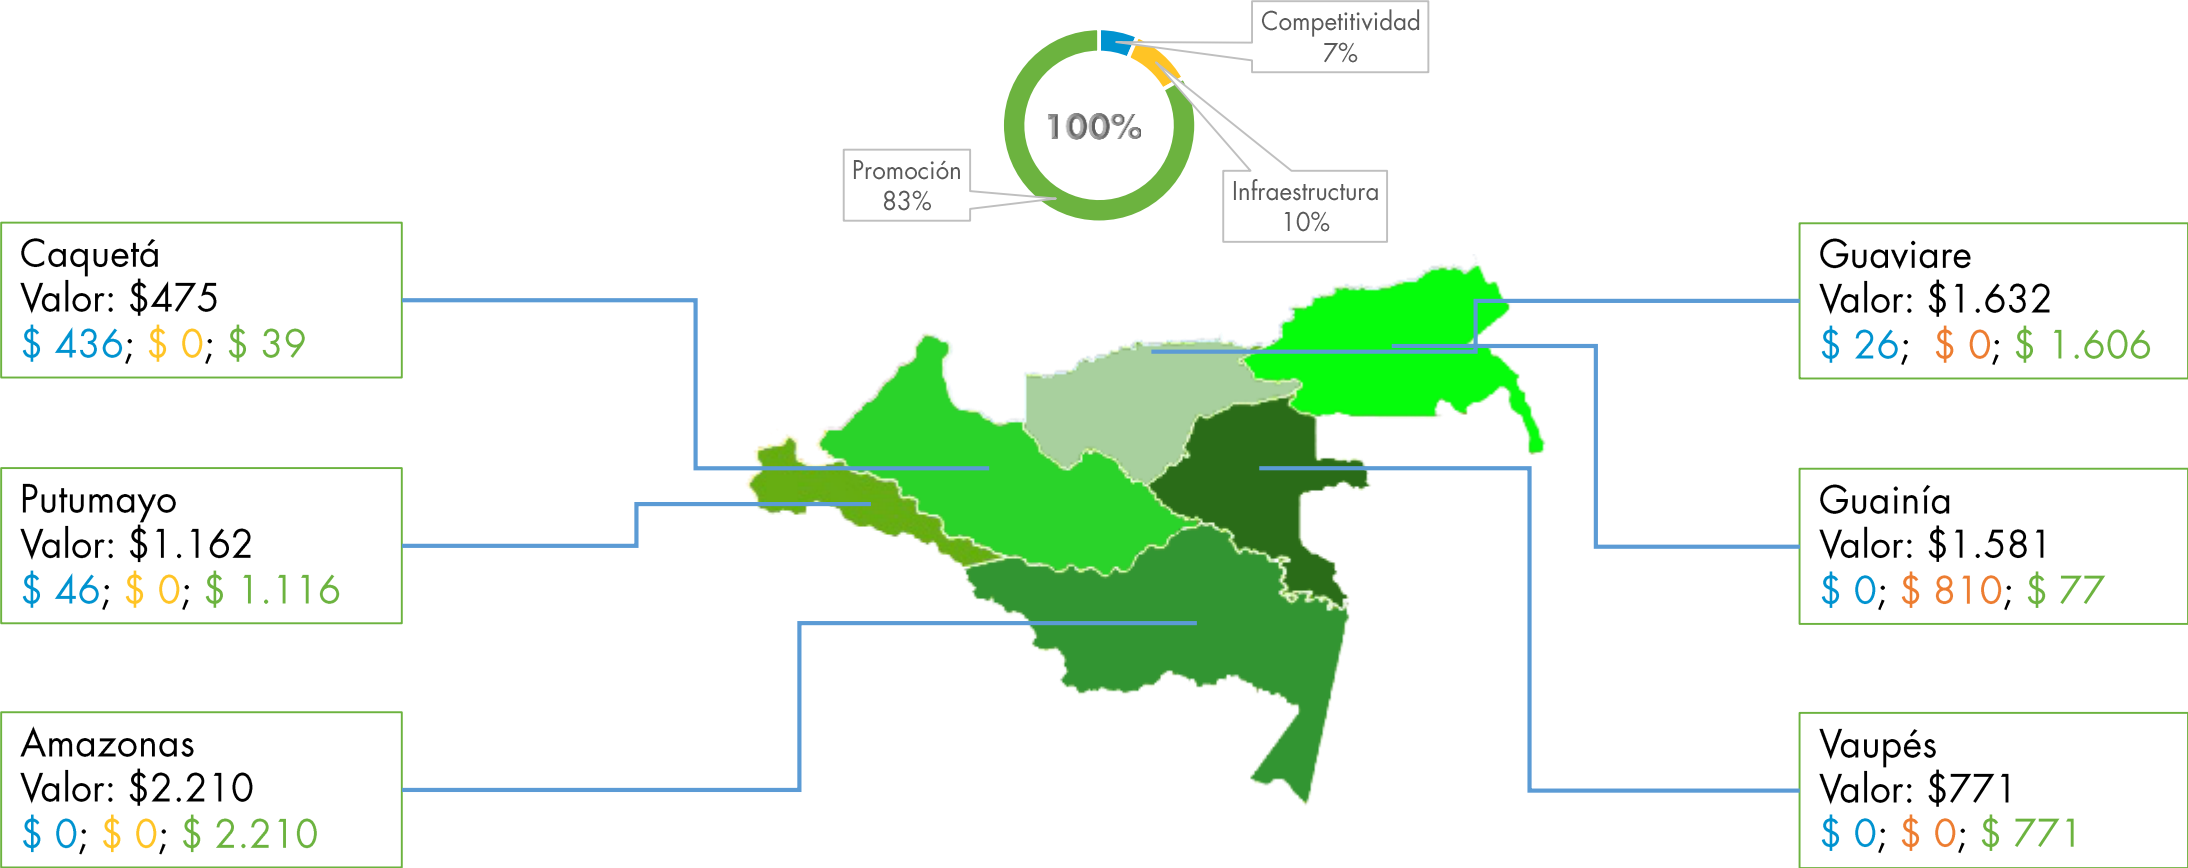 Competitividad
7%
100%
Promoción
83%
Infraestructura
10%
Caquetá
Valor: $475
$ 436; $ 0; $ 39
Putumayo
Valor: $1.162
$ 46; $ 0; $ 1.116
Amazonas
Valor: $2.210
$ 0; $ 0; $ 2.210
Guaviare
Valor: $1.632
$ 26; $ 0; $ 1.606
Guainía
Valor: $1.581
$ 0; $ 810; $ 77
Vaupés
Valor: $771
$ 0; $ 0; $ 771